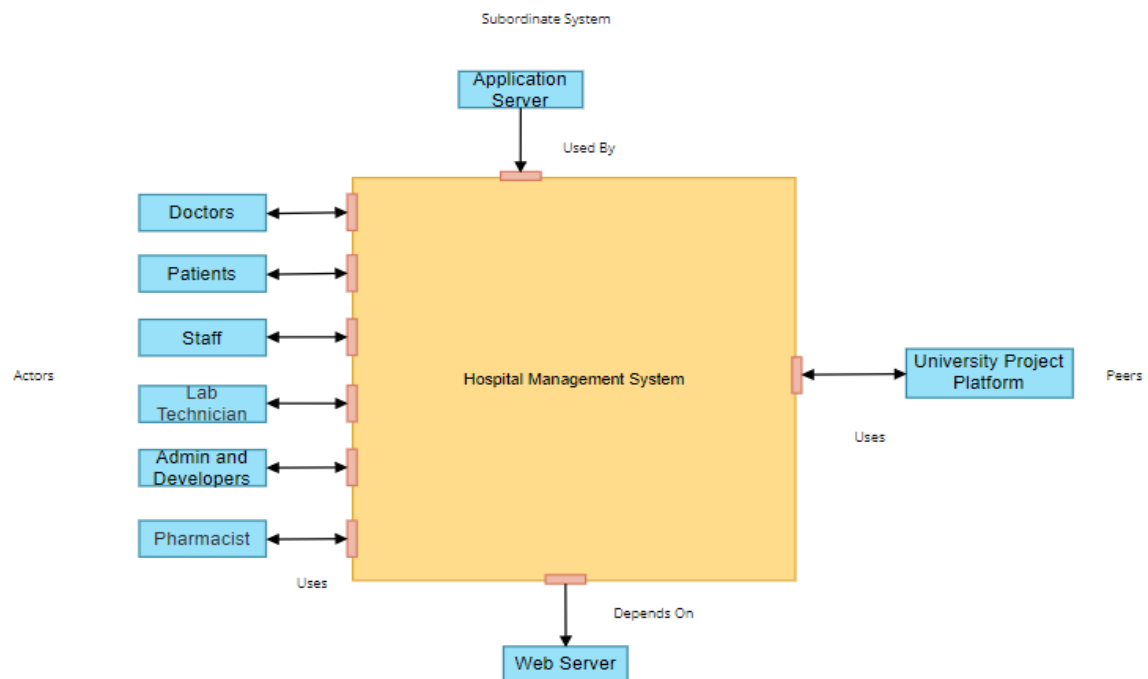 Subordinate System
Application
Server
Used By
Doctors
Patients
Staff
Actors
Lab
Technician
Admin and
Developers
Pharmacist
Uses
Hospital Management System
University Project
Platform
Peers
Uses
Depends On
Web Server